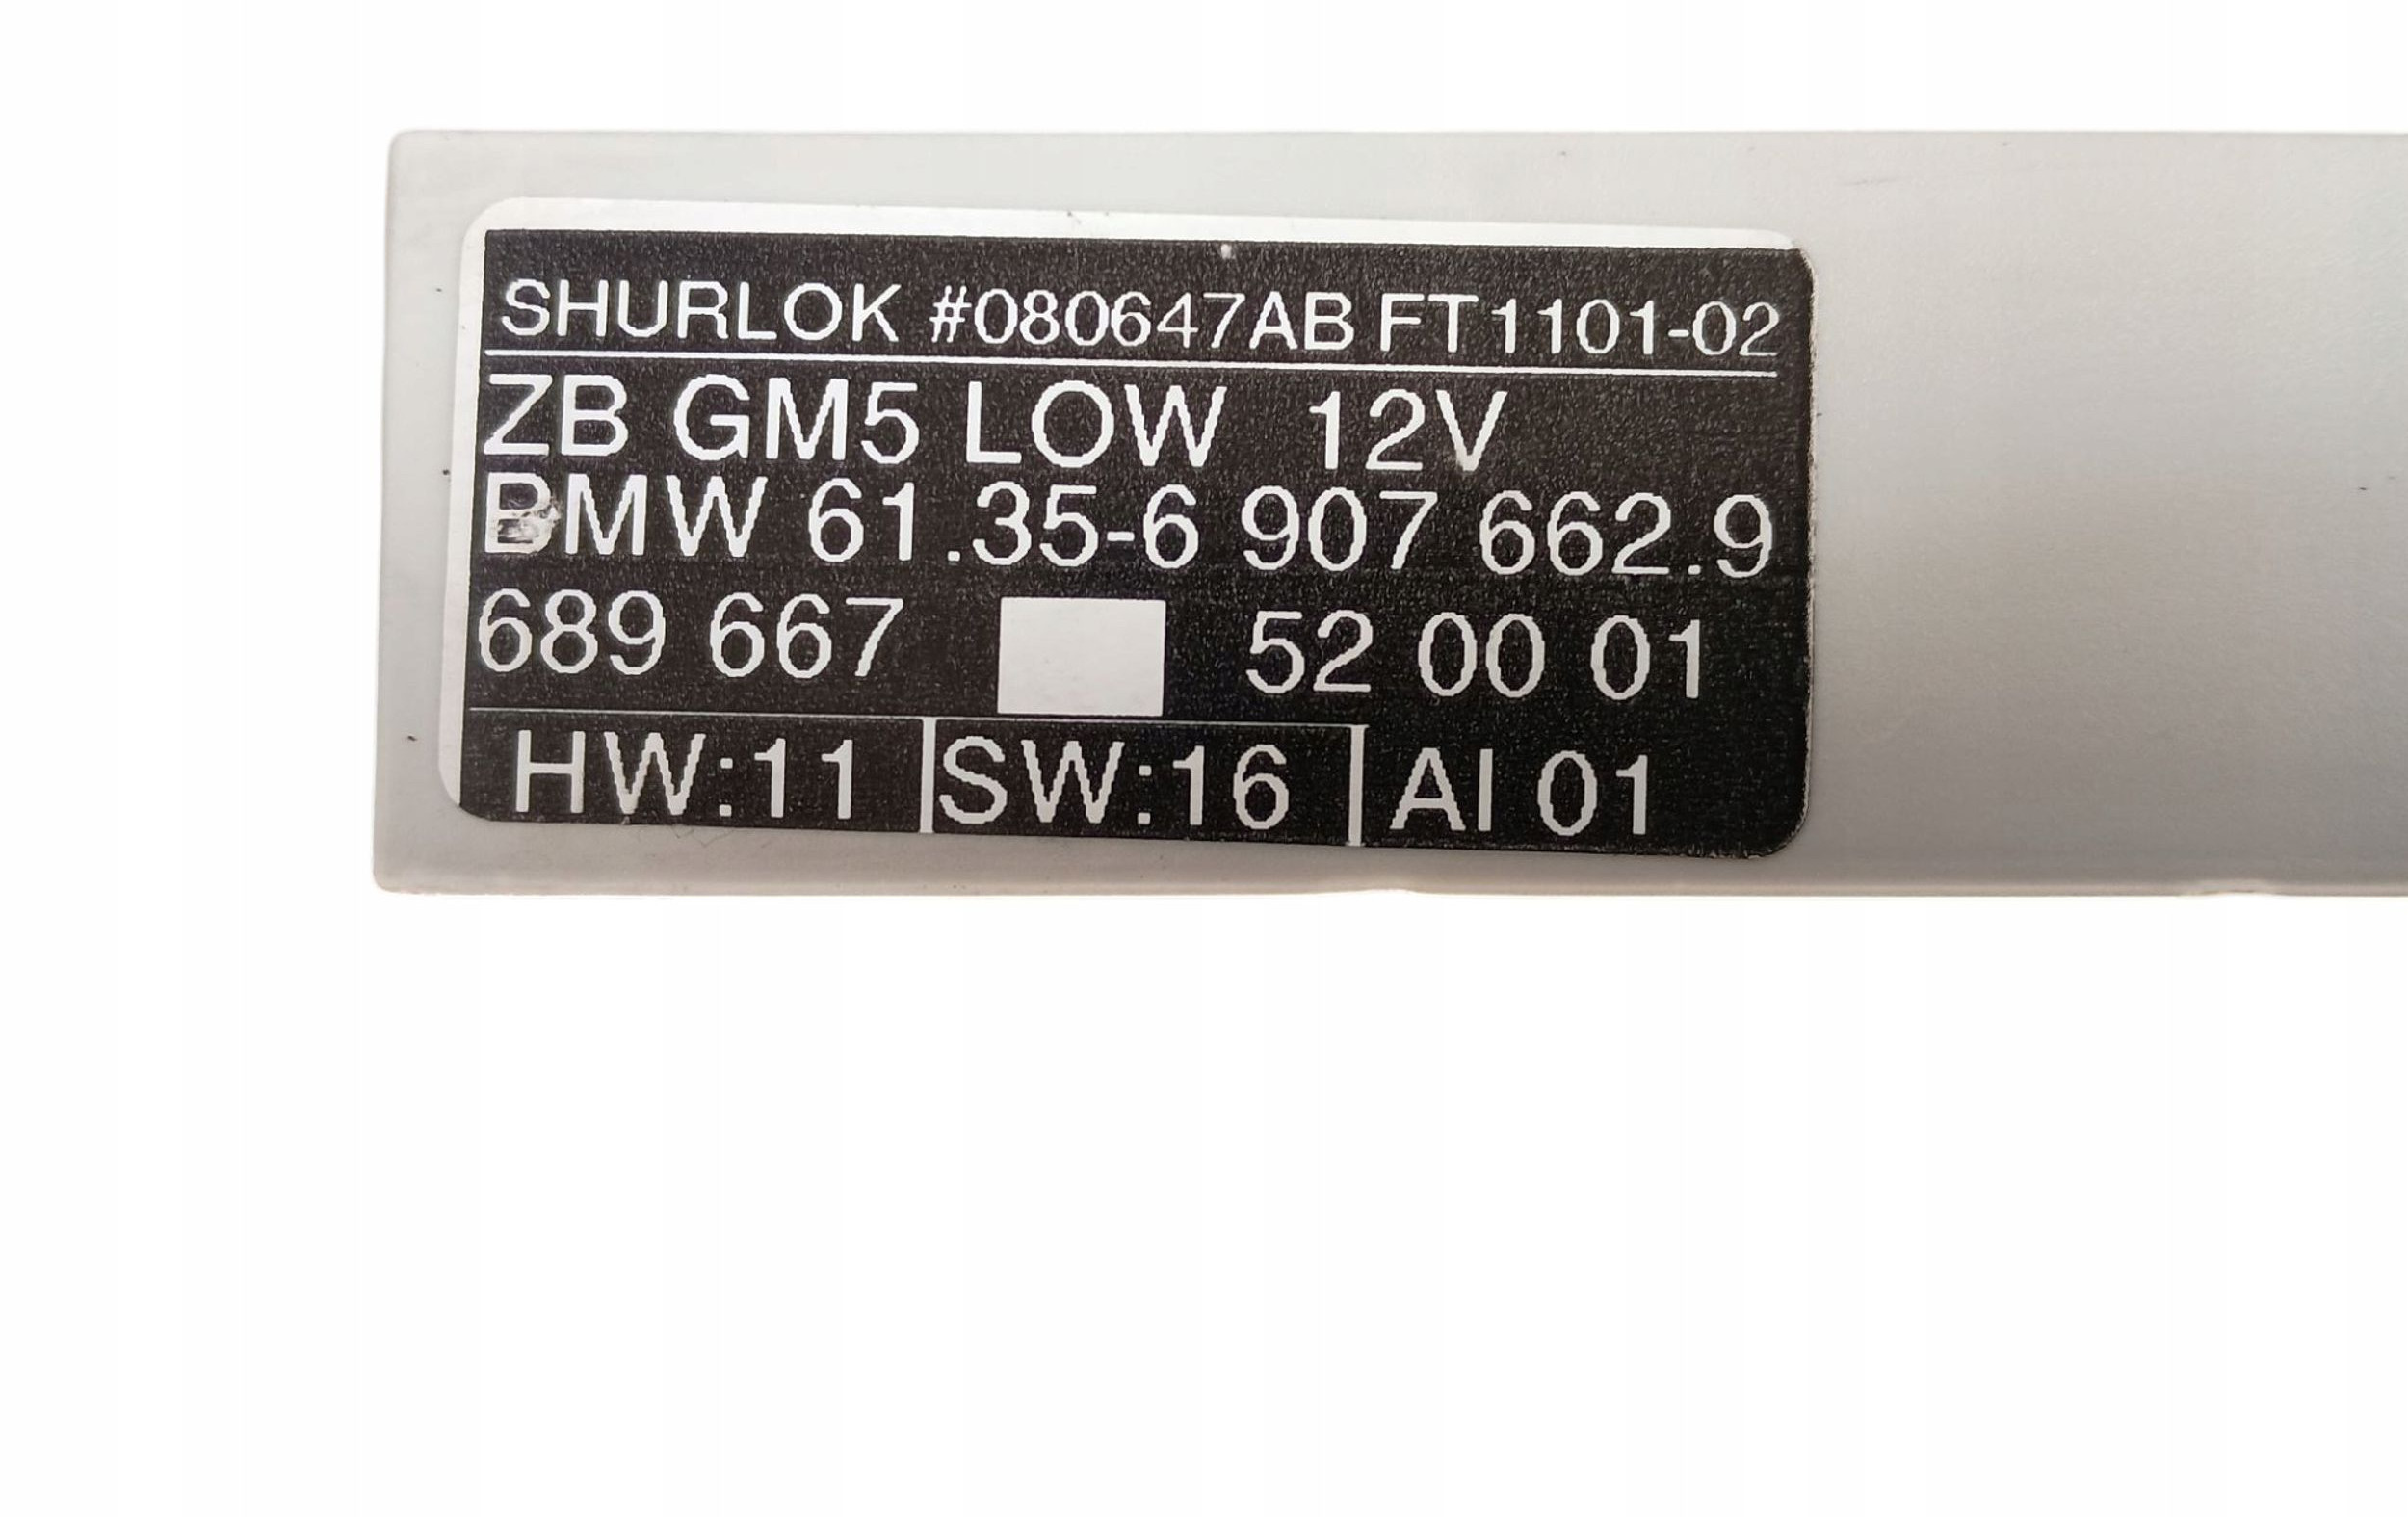 SHURLOK #080647AB FT1101-02
ZB GM5 LOW 12V
BMW 61.35-6 907 662.9
689 667 52 00 01
HW:11 SW:16 AI 01